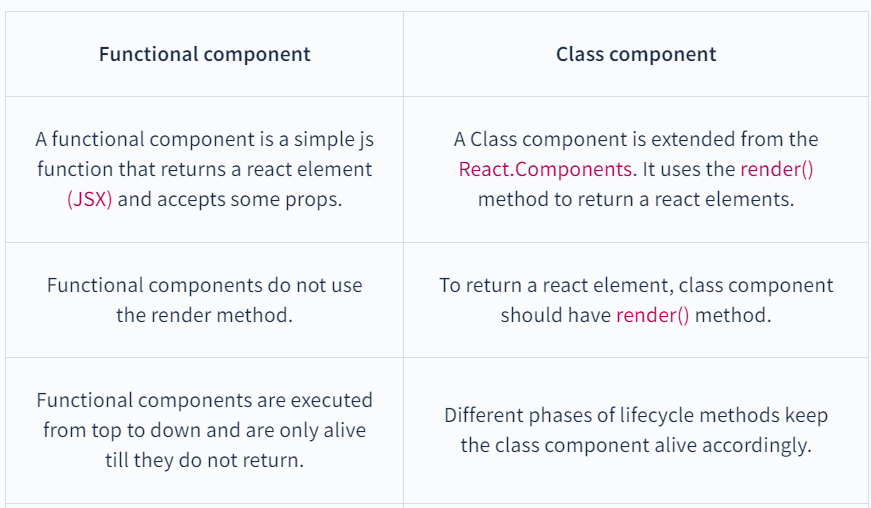 Functional component
Class component
A functional component is a simple js
function that returns a react element
(JSX) and accepts some props.
A Class component is extended from the
React.Components. It uses the render()
method to return a react elements.
Functional components do not use
the render method.
To return a react element, class component
should have render() method.
Functional components are executed
from top to down and are only alive
till they do not return.
Different phases of lifecycle methods keep
the class component alive accordingly.